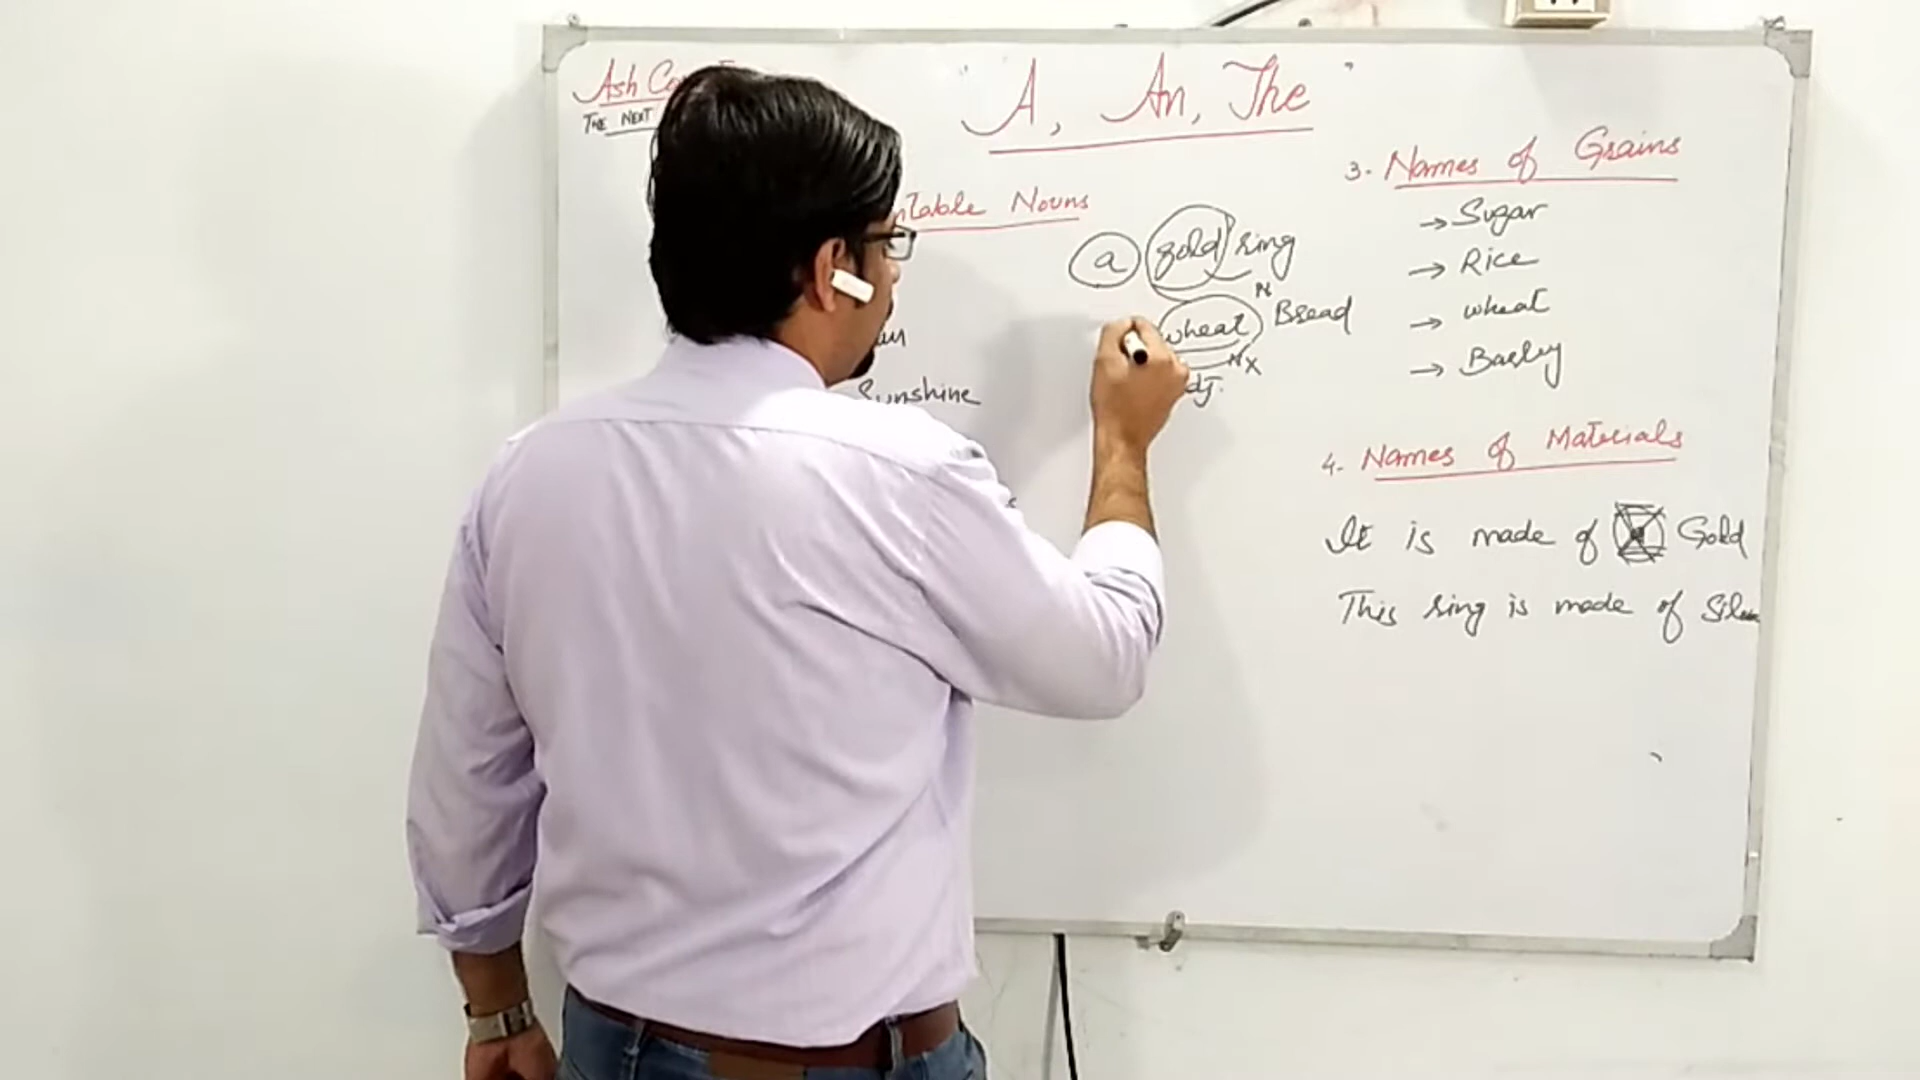 Ash
THE NEXT
" A, An, The "
Nouns
Sunshine
a gold ring
N
wheat Bread
N X
3. Names of Grains
→ Sugar
→ Rice
→ wheat
→ Barley
4. Names of Materials
It is made of Gold
This ring is made of